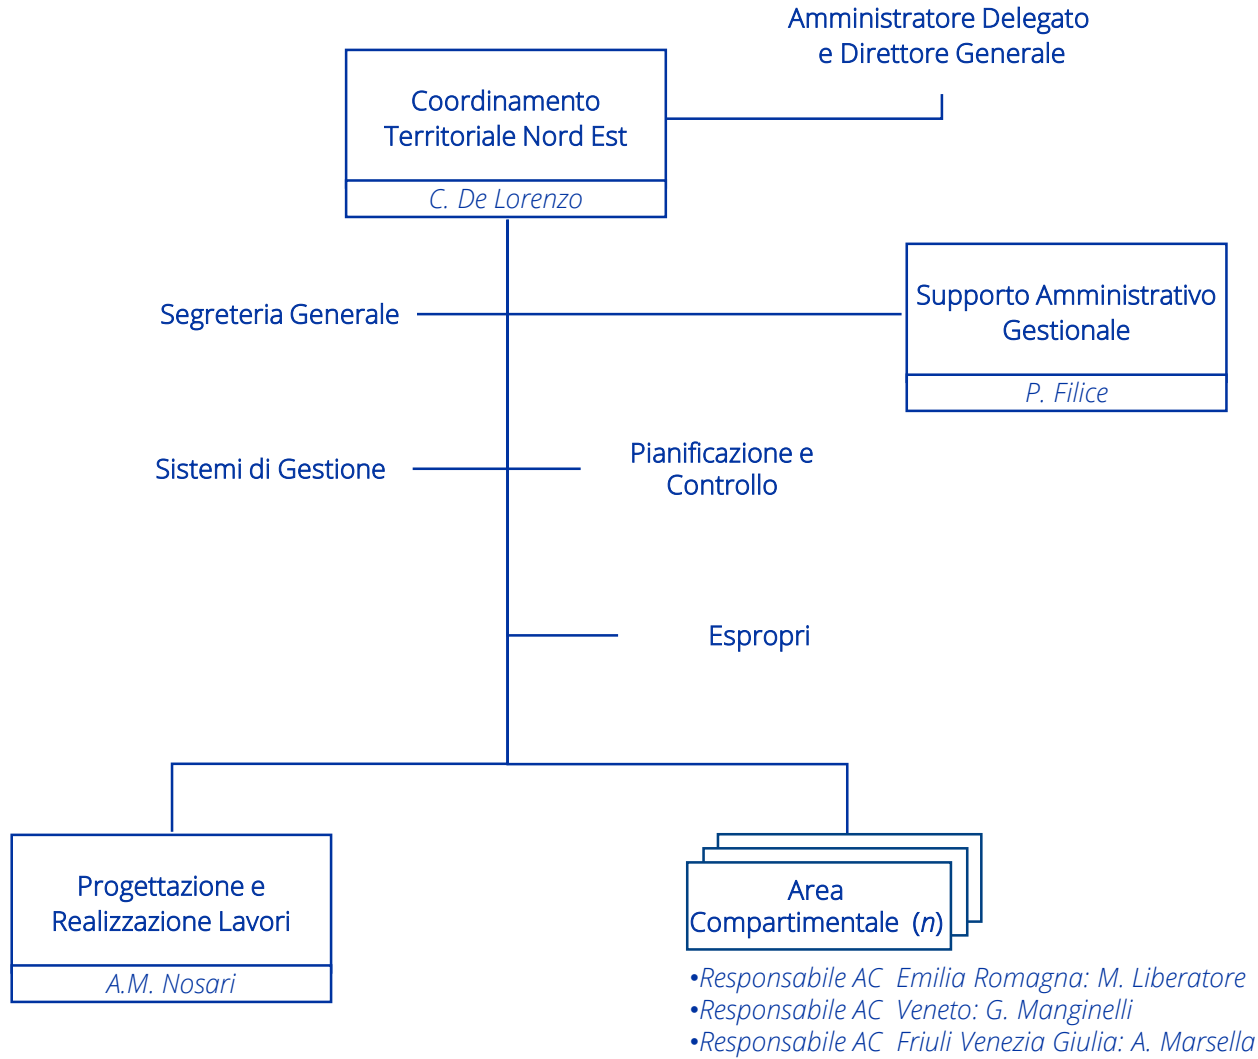 Amministratore Delegato
e Direttore Generale
Coordinamento
Territoriale Nord Est
C. De Lorenzo
Segreteria Generale
Supporto Amministrativo
Gestionale
P. Filice
Sistemi di Gestione
Pianificazione e
Controllo
Espropri
Progettazione e
Realizzazione Lavori
A.M. Nosari
Area
Compartimentale (n)
•Responsabile AC Emilia Romagna: M. Liberatore
•Responsabile AC Veneto: G. Manginelli
•Responsabile AC Friuli Venezia Giulia: A. Marsella